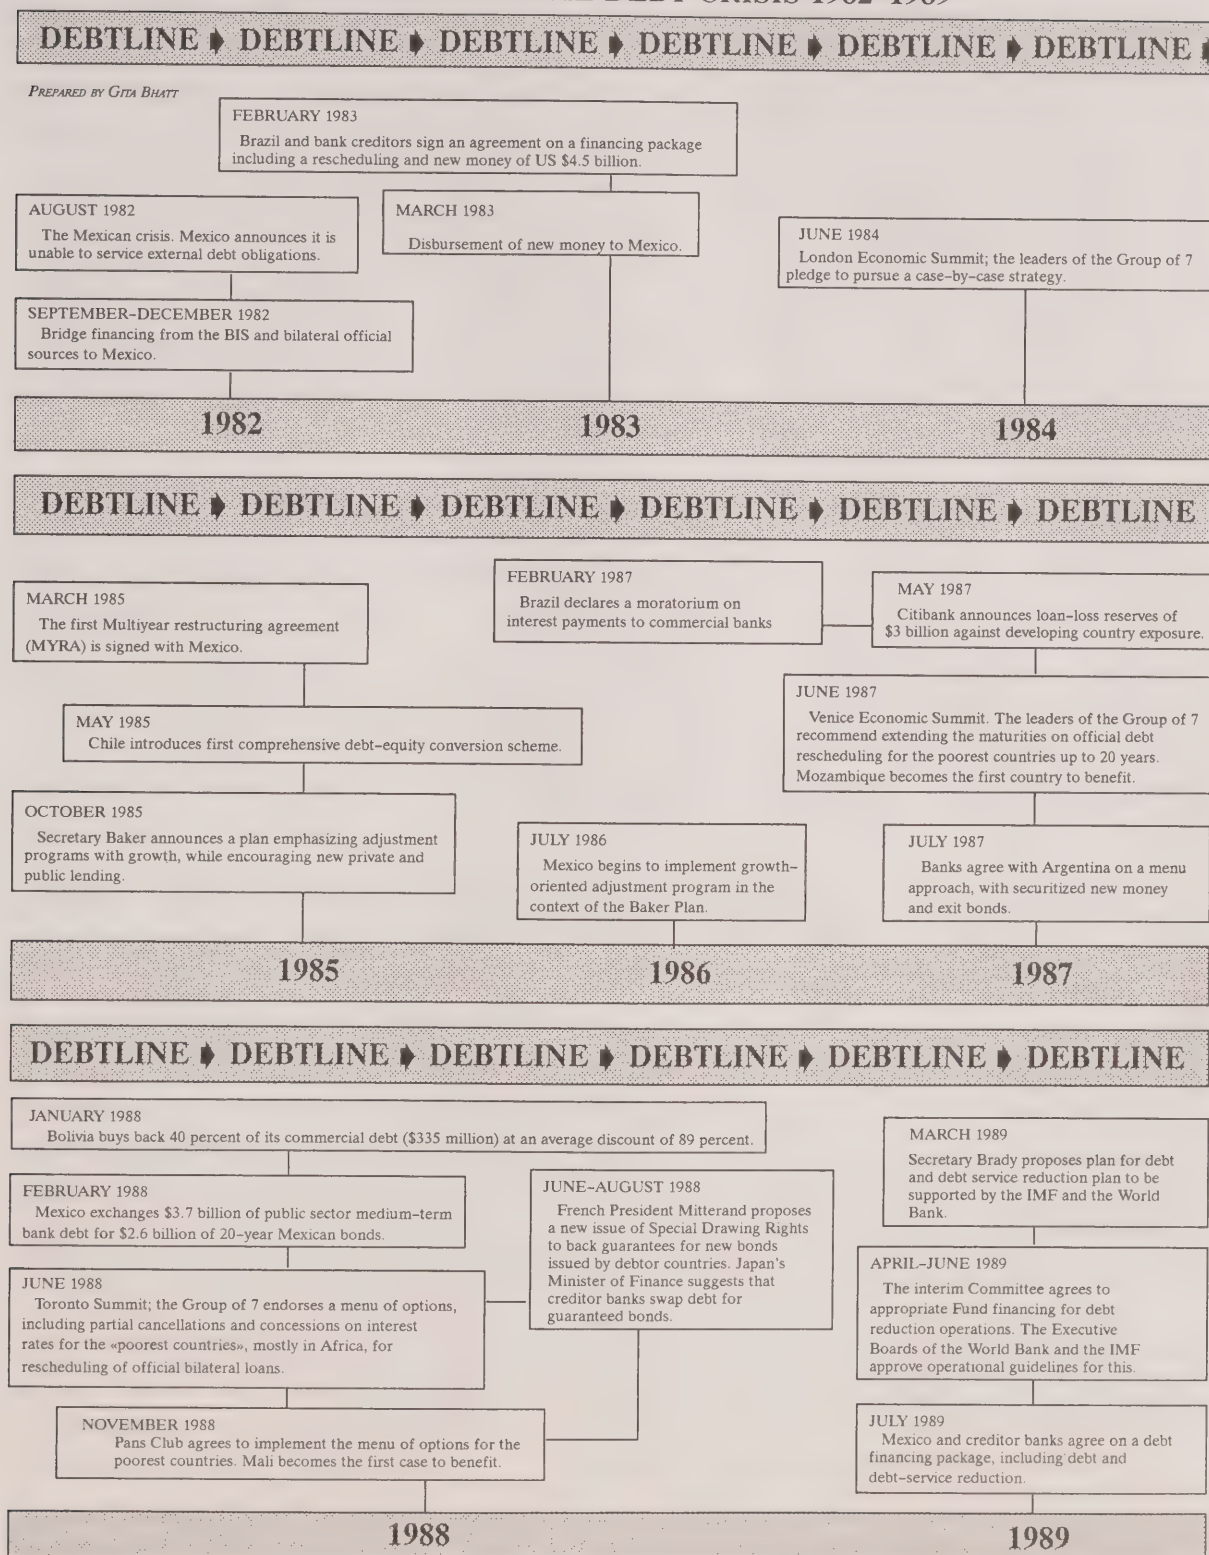 DEBT CRISIS 1982–1989
DEBTLINE DEBTLINE DEBTLINE DEBTLINE DEBTLINE DEBTLINE
PREPARED BY GITA BHATT
FEBRUARY 1983
Brazil and bank creditors sign an agreement on a financing package
including a rescheduling and new money of US $4.5 billion.
AUGUST 1982
The Mexican crisis. Mexico announces it is
unable to service external debt obligations.
MARCH 1983
Disbursement of new money to Mexico.
JUNE 1984
London Economic Summit; the leaders of the Group of 7
pledge to pursue a case-by-case strategy.
SEPTEMBER-DECEMBER 1982
Bridge financing from the BIS and bilateral official
sources to Mexico.
1982 1983 1984
DEBTLINE DEBTLINE DEBTLINE DEBTLINE DEBTLINE DEBTLINE
MARCH 1985
The first Multiyear restructuring agreement
(MYRA) is signed with Mexico.
FEBRUARY 1987
Brazil declares a moratorium on
interest payments to commercial banks
MAY 1987
Citibank announces loan-loss reserves of
$3 billion against developing country exposure.
MAY 1985
Chile introduces first comprehensive debt-equity conversion scheme.
JUNE 1987
Venice Economic Summit. The leaders of the Group of 7
recommend extending the maturities on official debt
rescheduling for the poorest countries up to 20 years.
Mozambique becomes the first country to benefit.
OCTOBER 1985
Secretary Baker announces a plan emphasizing adjustment
programs with growth, while encouraging new private and
public lending.
JULY 1986
Mexico begins to implement growth-
oriented adjustment program in the
context of the Baker Plan.
JULY 1987
Banks agree with Argentina on a menu
approach, with securitized new money
and exit bonds.
1985 1986 1987
DEBTLINE DEBTLINE DEBTLINE DEBTLINE DEBTLINE DEBTLINE
JANUARY 1988
Bolivia buys back 40 percent of its commercial debt ($335 million) at an average discount of 89 percent.
FEBRUARY 1988
Mexico exchanges $3.7 billion of public sector medium-term
bank debt for $2.6 billion of 20-year Mexican bonds.
JUNE-AUGUST 1988
French President Mitterand proposes
a new issue of Special Drawing Rights
to back guarantees for new bonds
issued by debtor countries. Japan's
Minister of Finance suggests that
creditor banks swap debt for
guaranteed bonds.
MARCH 1989
Secretary Brady proposes plan for debt
and debt service reduction plan to be
supported by the IMF and the World
Bank.
JUNE 1988
Toronto Summit; the Group of 7 endorses a menu of options,
including partial cancellations and concessions on interest
rates for the «poorest countries», mostly in Africa, for
rescheduling of official bilateral loans.
APRIL-JUNE 1989
The interim Committee agrees to
appropriate Fund financing for debt
reduction operations. The Executive
Boards of the World Bank and the IMF
approve operational guidelines for this.
NOVEMBER 1988
Pans Club agrees to implement the menu of options for the
poorest countries. Mali becomes the first case to benefit.
JULY 1989
Mexico and creditor banks agree on a debt
financing package, including debt and
debt-service reduction.
1988 1989